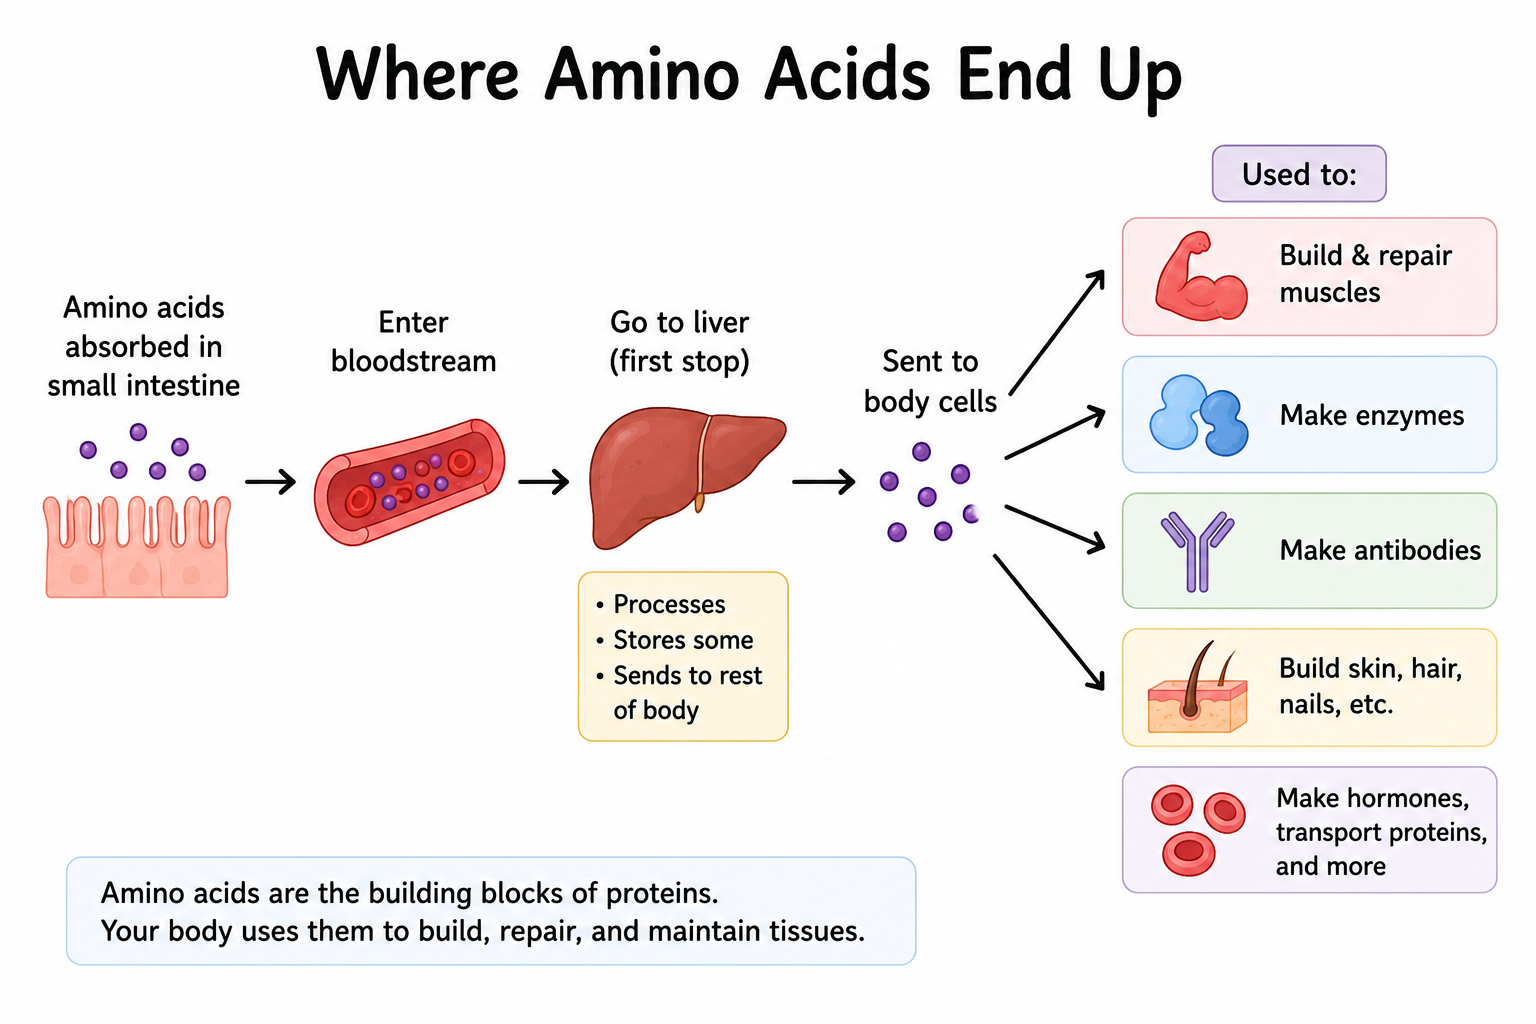 Where Amino Acids End Up
Amino acids
absorbed in
small intestine
Enter
bloodstream
Go to liver
(first stop)
• Processes
• Stores some
• Sends to rest
of body
Sent to
body cells
Used to:
Build & repair
muscles
Make enzymes
Make antibodies
Build skin, hair,
nails, etc.
Make hormones,
transport proteins,
and more
Amino acids are the building blocks of proteins.
Your body uses them to build, repair, and maintain tissues.